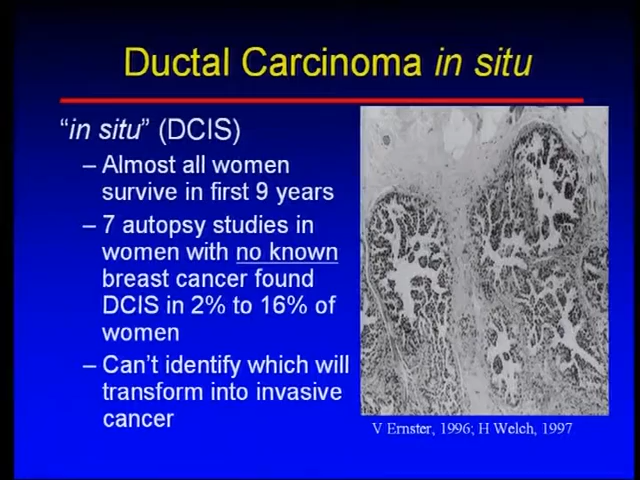 Ductal Carcinoma in situ
“in situ” (DCIS)
– Almost all women
survive in first 9 years
– 7 autopsy studies in
women with no known
breast cancer found
DCIS in 2% to 16% of
women
– Can’t identify which will
transform into invasive
cancer
V Ernster, 1996; H Welch, 1997